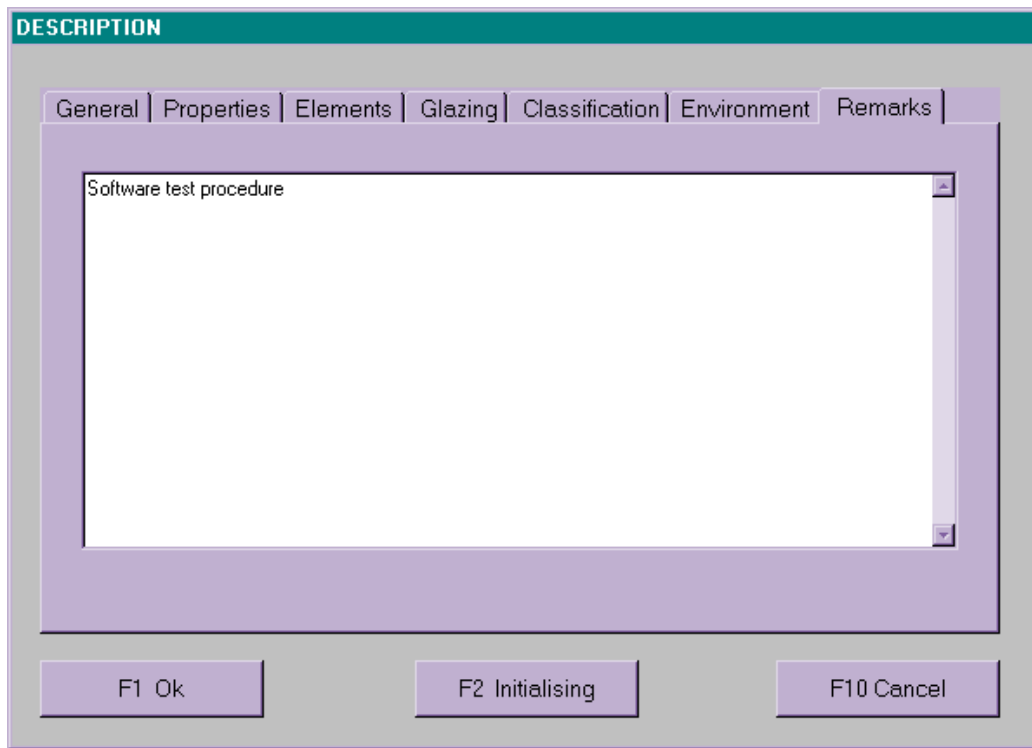 DESCRIPTION
General Properties Elements Glazing Classification Environment Remarks
Software test procedure
F1 Ok F2 Initialising F10 Cancel